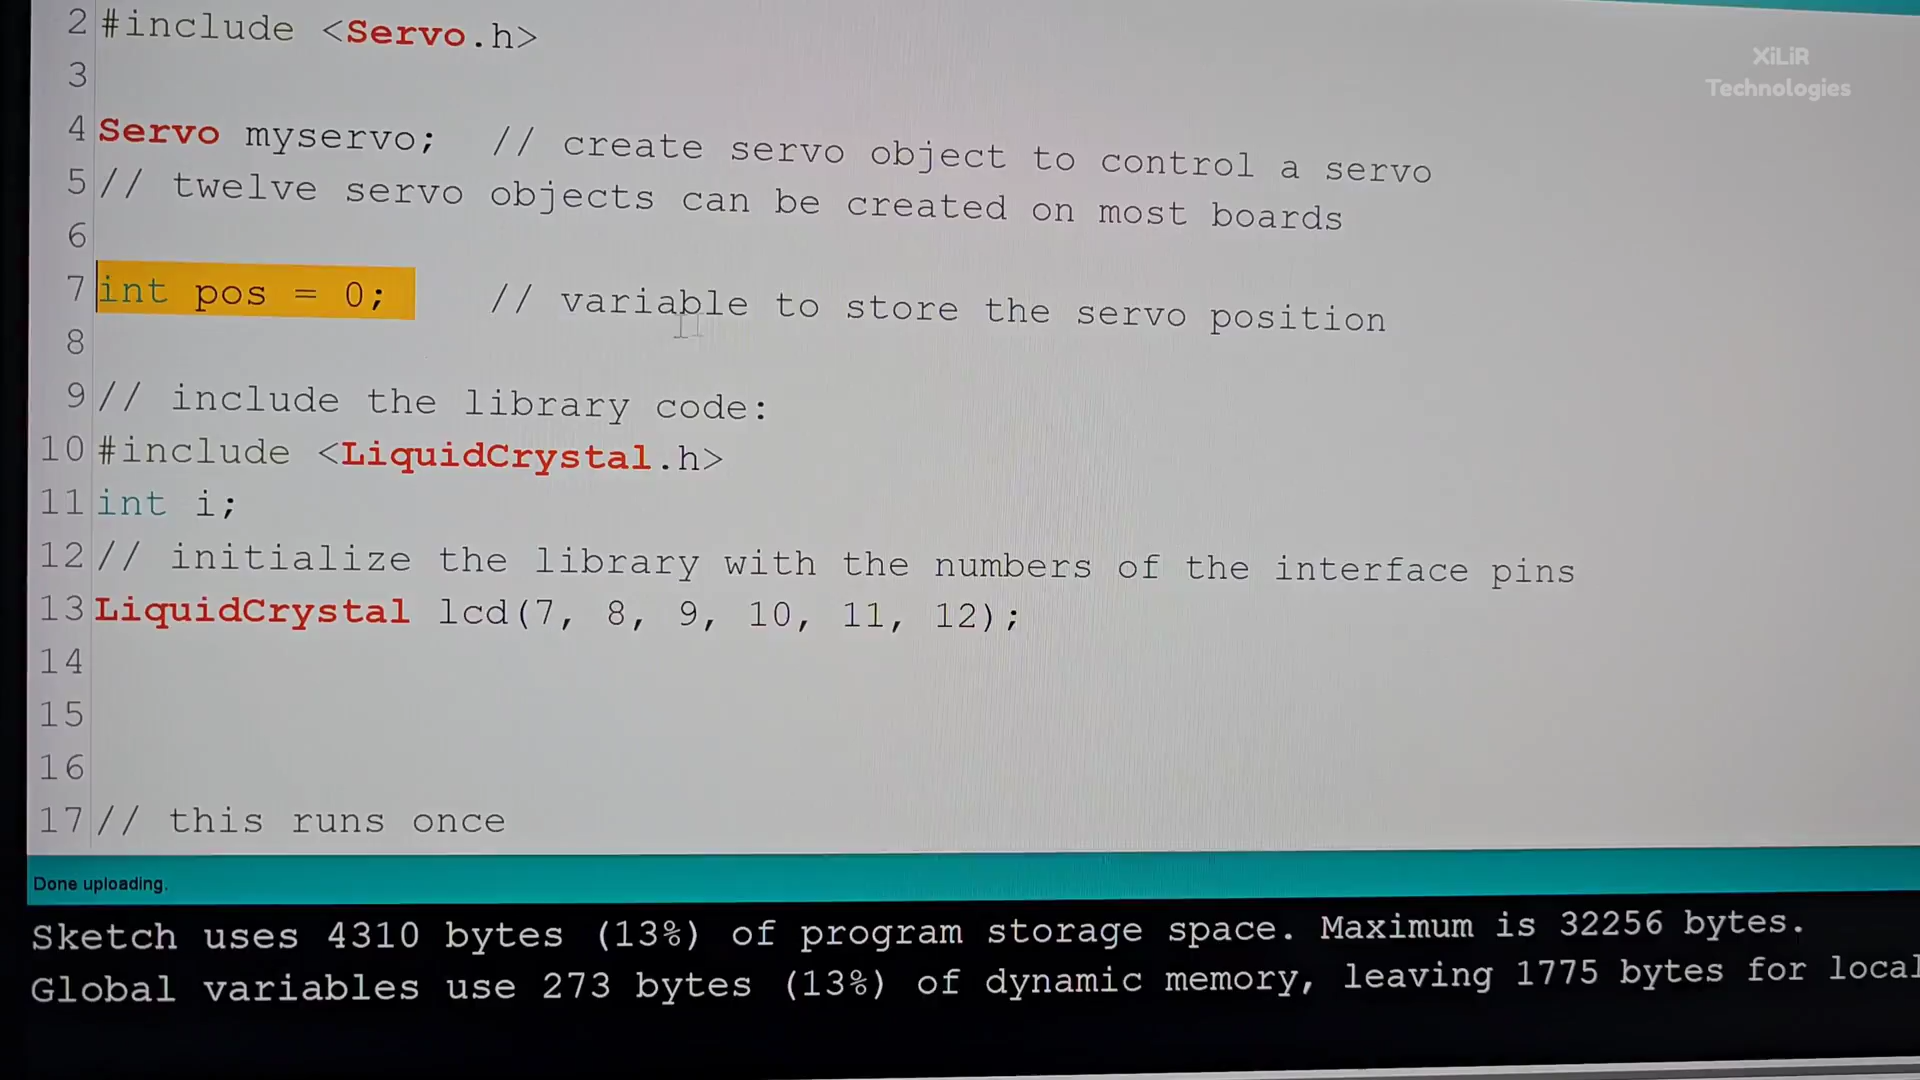 XiLiR
Technologies
2 #include <Servo.h>
3
4 Servo myservo;  // create servo object to control a servo
5 // twelve servo objects can be created on most boards
6
7 int pos = 0;    // variable to store the servo position
8
9 // include the library code:
10 #include <LiquidCrystal.h>
11 int i;
12 // initialize the library with the numbers of the interface pins
13 LiquidCrystal lcd(7, 8, 9, 10, 11, 12);
14
15
16
17 // this runs once
Done uploading.
Sketch uses 4310 bytes (13%) of program storage space. Maximum is 32256 bytes.
Global variables use 273 bytes (13%) of dynamic memory, leaving 1775 bytes for local